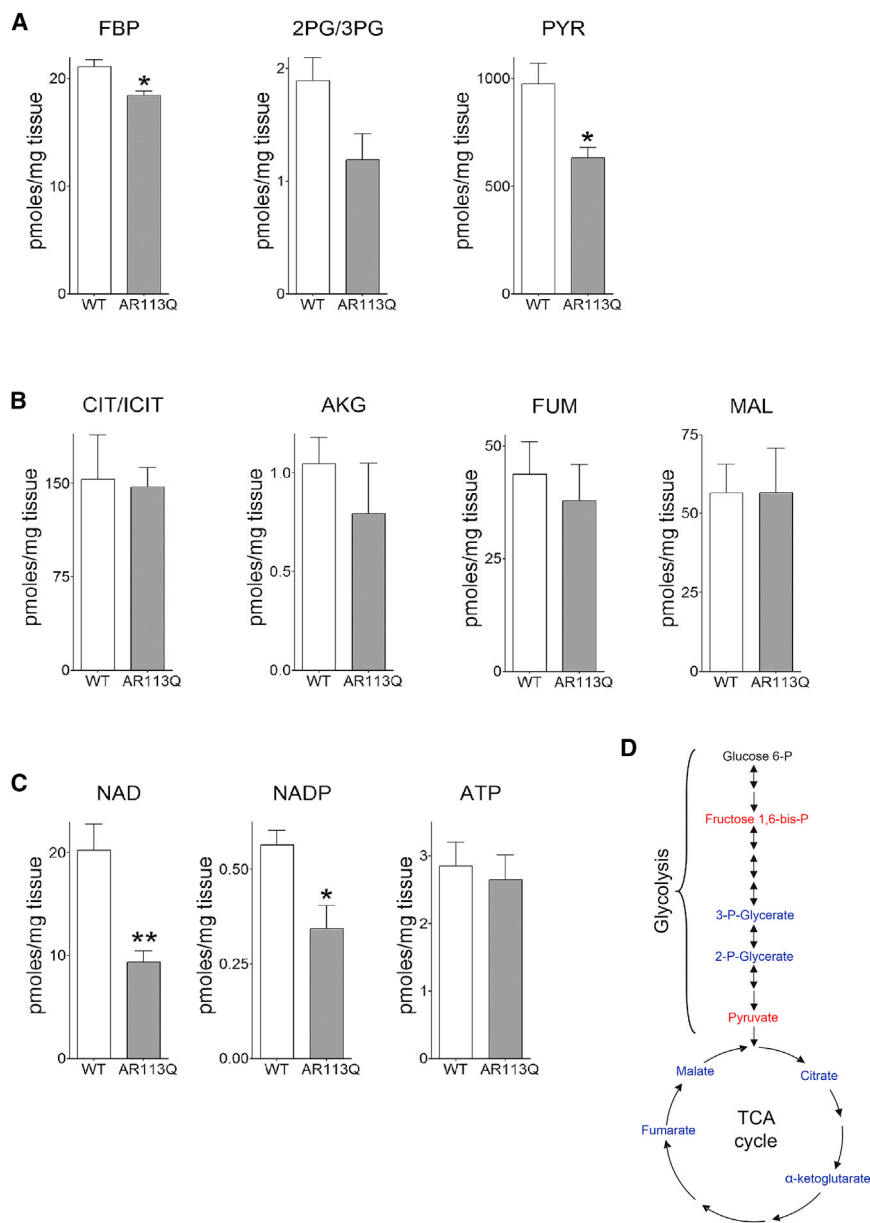 A
FBP
2PG/3PG
PYR
pmoles/mg tissue
20
10
0
WT AR113Q
*
pmoles/mg tissue
2
1
0
WT AR113Q
pmoles/mg tissue
1000
500
0
WT AR113Q
*
B
CIT/ICIT
AKG
FUM
MAL
pmoles/mg tissue
150
75
0
WT AR113Q
pmoles/mg tissue
1.0
0.5
0.0
WT AR113Q
pmoles/mg tissue
50
25
0
WT AR113Q
pmoles/mg tissue
75
50
25
0
WT AR113Q
C
NAD
NADP
ATP
pmoles/mg tissue
20
10
0
WT AR113Q
**
pmoles/mg tissue
0.50
0.25
0.00
WT AR113Q
*
pmoles/mg tissue
3
2
1
0
WT AR113Q
D
Glycolysis
Glucose 6-P
Fructose 1,6-bis-P
3-P-Glycerate
2-P-Glycerate
Pyruvate
Malate
Citrate
Fumarate
TCA
cycle
α-ketoglutarate